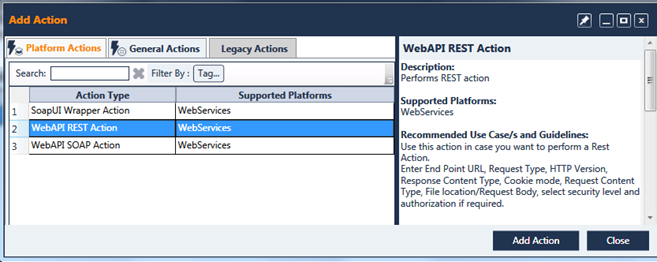 Add Action
Platform Actions
General Actions
Legacy Actions
Search:
Filter By :
Tag...
Action Type
Supported Platforms
1
SoapUI Wrapper Action
WebServices
2
WebAPI REST Action
WebServices
3
WebAPI SOAP Action
WebServices
WebAPI REST Action
Description:
Performs REST action
Supported Platforms:
WebServices
Recommended Use Case/s and Guidelines:
Use this action in case you want to perform a Rest
Action.
Enter End Point URL, Request Type, HTTP Version,
Response Content Type, Cookie mode, Request Content
Type, File location/Request Body, select security level and
authorization if required.
Add Action
Close